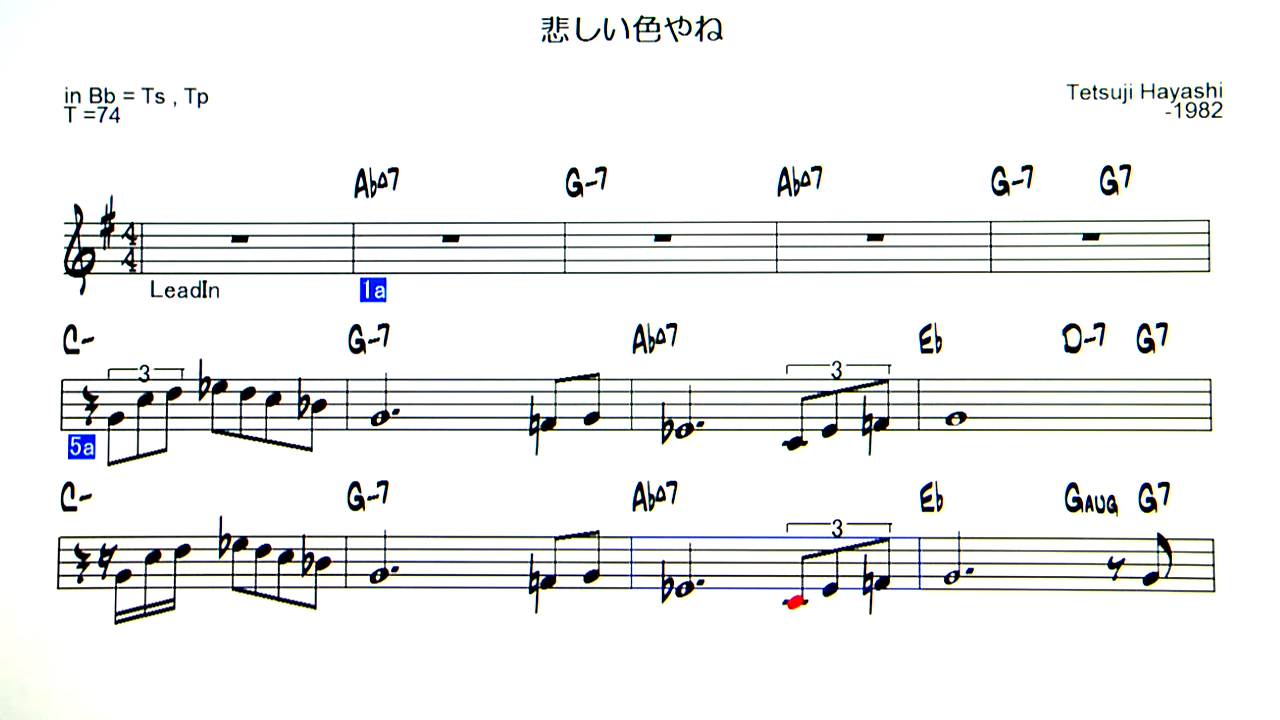 悲しい色やね
in Bb = Ts , Tp
T =74
Tetsuji Hayashi
-1982
Ab△7 G-7 Ab△7 G-7 G7
4
4
LeadIn 1a
C- G-7 Ab△7 Eb D-7 G7
3 3
5a
C- G-7 Ab△7 Eb GAUG G7
3